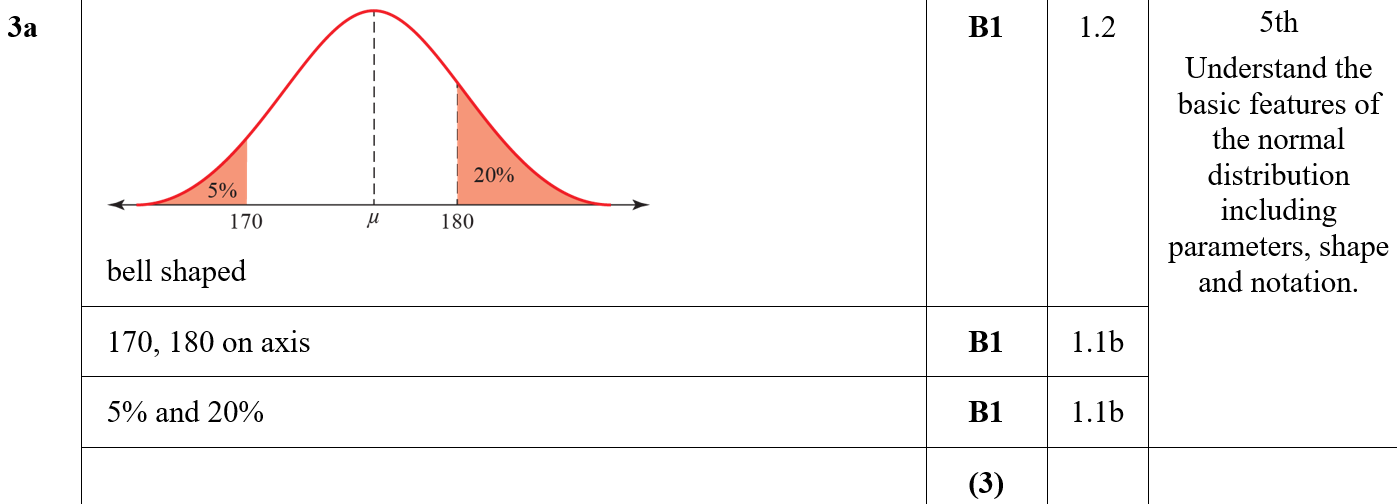 3a
5%
20%
170
μ
180
bell shaped
B1
1.2
5th
Understand the
basic features of
the normal
distribution
including
parameters, shape
and notation.
170, 180 on axis
B1
1.1b
5% and 20%
B1
1.1b
(3)